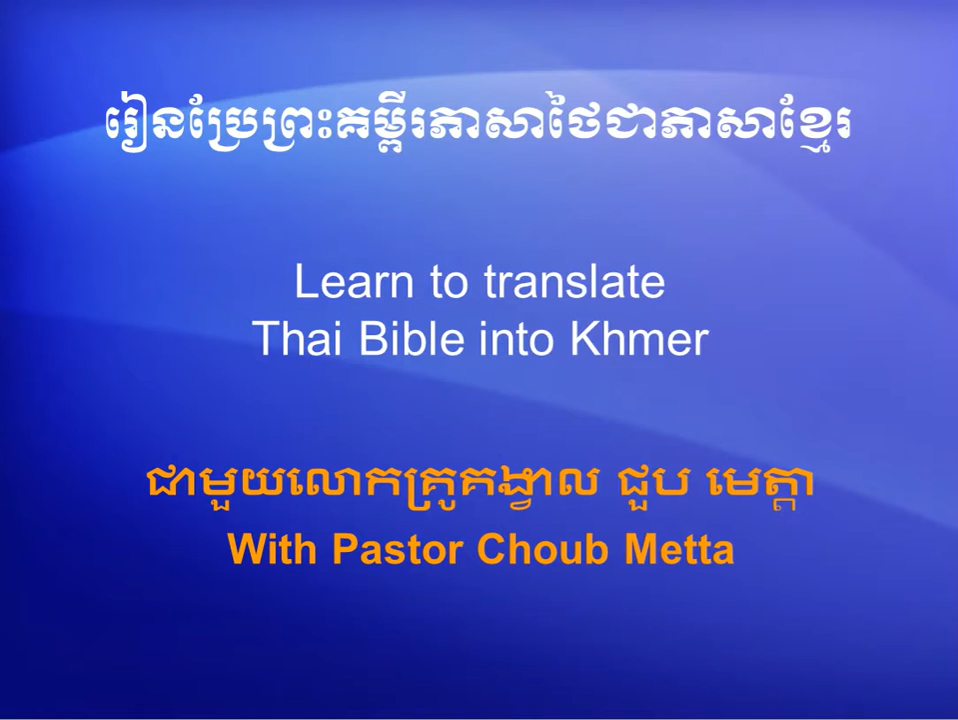 រៀនប្រែព្រះគម្ពីរភាសាថៃជាភាសាខ្មែរ
Learn to translate
Thai Bible into Khmer
ជាមួយលោកគ្រូគង្វាល ជួប មេត្តា
With Pastor Choub Metta